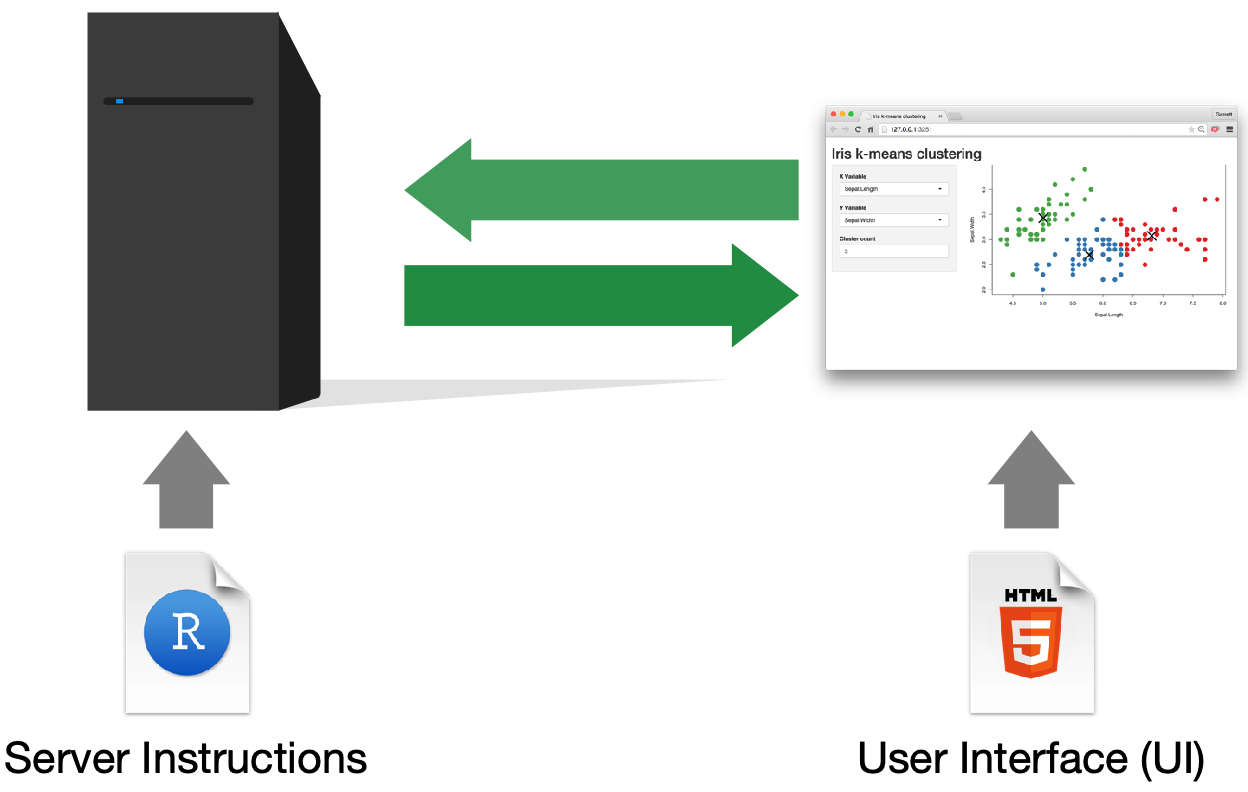 Iris k-means clustering
Garrett
127.0.0.1:325
Iris k-means clustering
X Variable
Sepal.Length
Y Variable
Sepal.Width
Cluster count
3
Sepal.Width
4.0
3.5
3.0
2.5
2.0
4.5
5.0
5.5
6.0
6.5
7.0
7.5
8.0
Sepal.Length
R
HTML
5
Server Instructions
User Interface (UI)